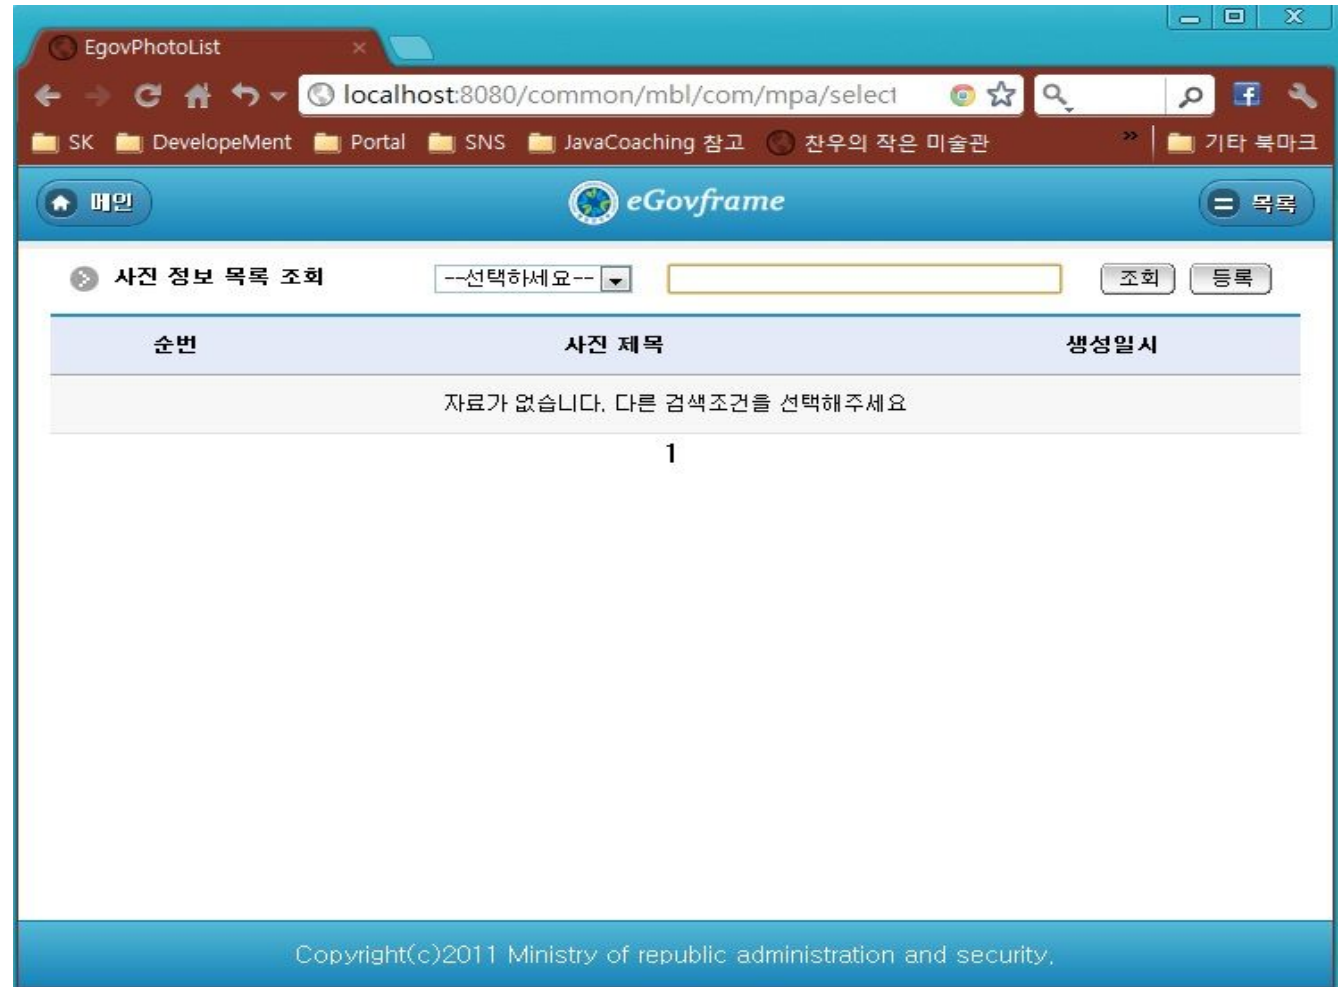 EgovPhotoList
localhost:8080/common/mbl/com/mpa/select
SK DevelopeMent Portal SNS JavaCoaching 참고 찬우의 작은 미술관 » 기타 북마크
메인 eGovframe 목록
사진 정보 목록 조회 --선택하세요-- 조회 등록
순번 사진 제목 생성일시
자료가 없습니다. 다른 검색조건을 선택해주세요
1
Copyright(c)2011 Ministry of republic administration and security.